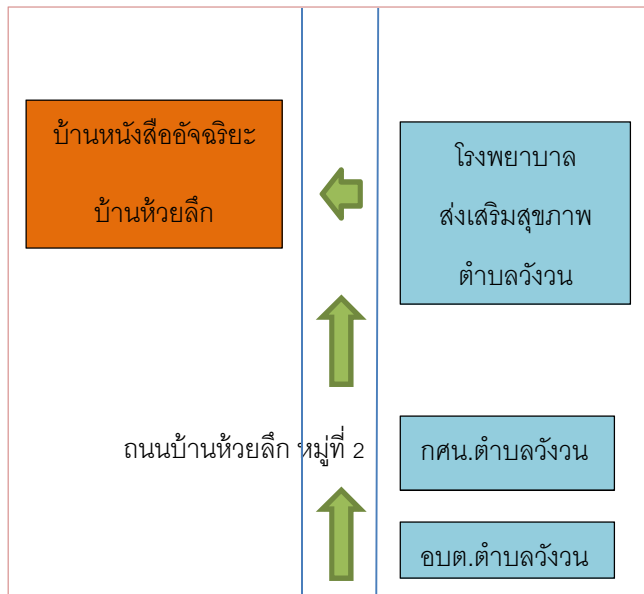 บ้านหนังสืออัจฉริยะ
บ้านห้วยลึก
โรงพยาบาล
ส่งเสริมสุขภาพ
ตำบลวังวน
ถนนบ้านห้วยลึก หมู่ที่ 2
กศน.ตำบลวังวน
อบต.ตำบลวังวน